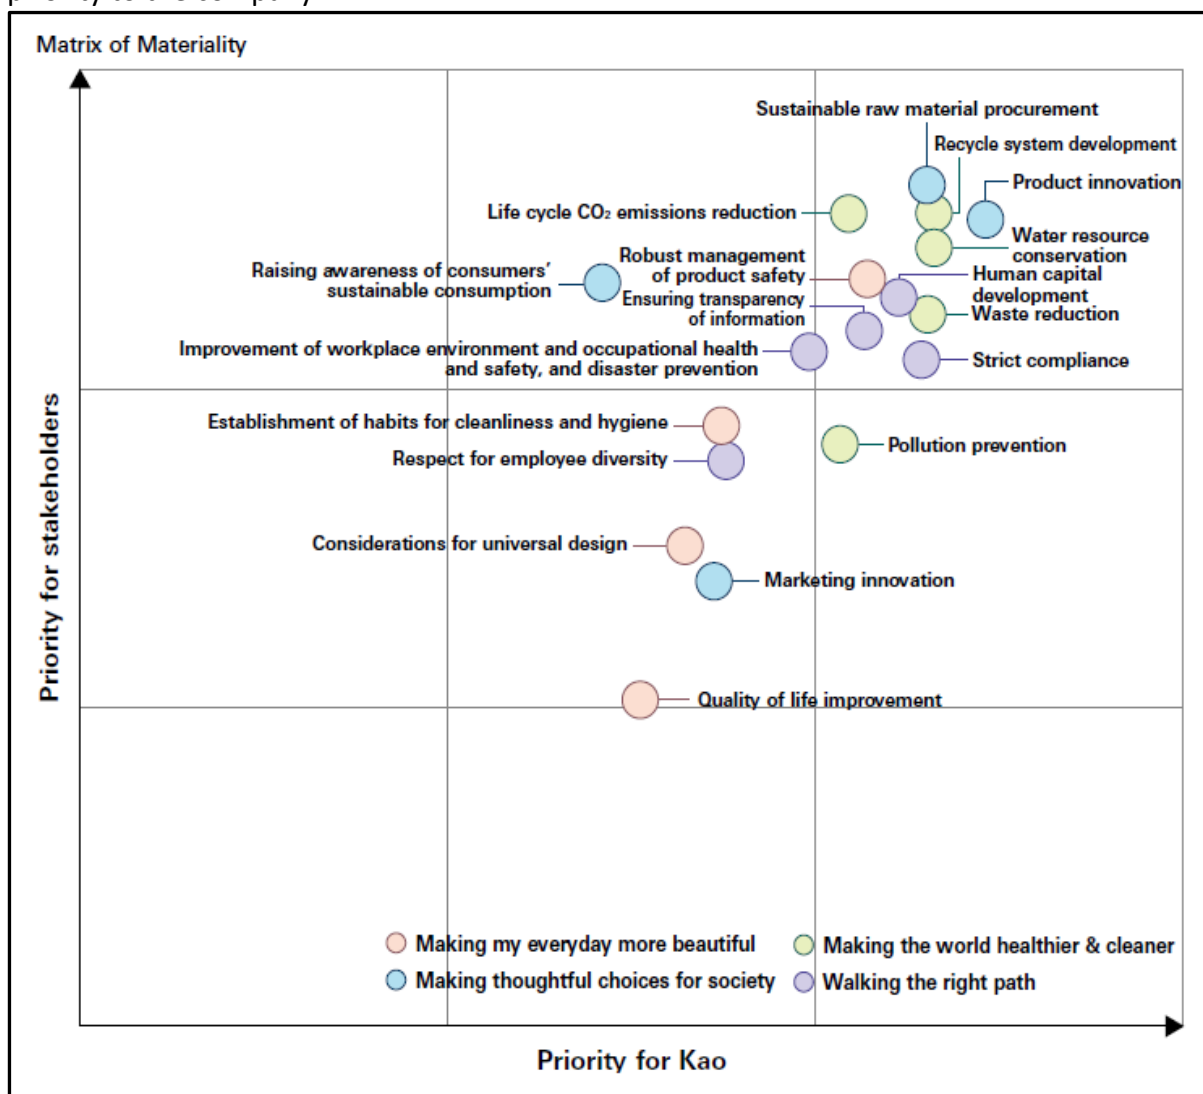 priority to the company
Matrix of Materiality
Sustainable raw material procurement
Recycle system development
Product innovation
Life cycle CO₂ emissions reduction
Water resource
conservation
Robust management
of product safety
Raising awareness of consumers’
sustainable consumption
Human capital
development
Ensuring transparency
of information
Waste reduction
Improvement of workplace environment and occupational health
and safety, and disaster prevention
Strict compliance
Establishment of habits for cleanliness and hygiene
Pollution prevention
Respect for employee diversity
Considerations for universal design
Marketing innovation
Quality of life improvement
Priority for stakeholders
Making my everyday more beautiful
Making the world healthier & cleaner
Making thoughtful choices for society
Walking the right path
Priority for Kao